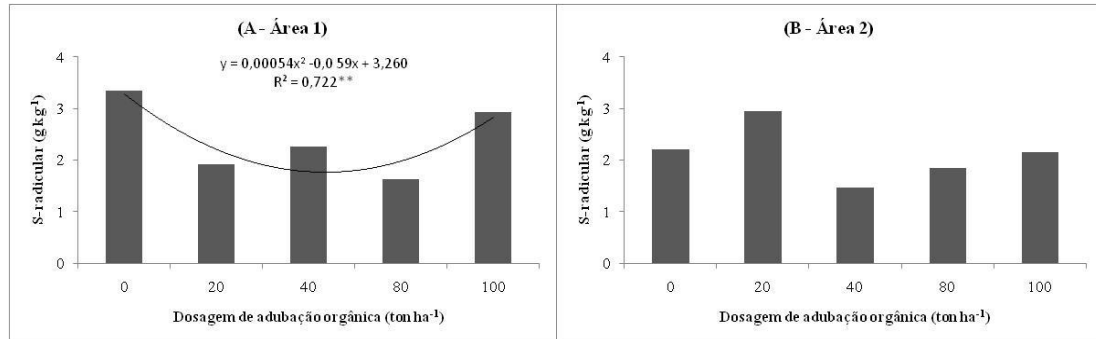 (A - Área 1)
y = 0,00054x² -0,059x + 3,260
R² = 0,722**
S-radicular (g kg⁻¹)
4
3
2
1
0
0 20 40 80 100
Dosagem de adubação orgânica (ton ha⁻¹)
(B - Área 2)
S-radicular (g kg⁻¹)
4
3
2
1
0
0 20 40 80 100
Dosagem de adubação orgânica (ton ha⁻¹)